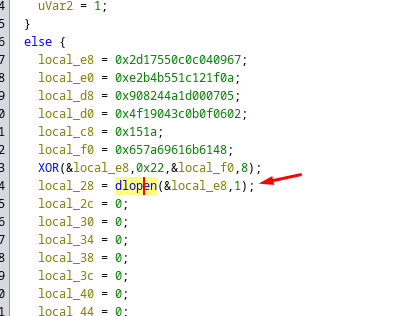 4 uVar2 = 1;
5 }
6 else {
7 local_e8 = 0x2d17550c0c040967;
8 local_e0 = 0xe2b4b551c121f0a;
9 local_d8 = 0x908244a1d000705;
0 local_d0 = 0x4f19043c0b0f0602;
1 local_c8 = 0x151a;
2 local_f0 = 0x657a69616b6148;
3 XOR(&local_e8,0x22,&local_f0,8);
4 local_28 = dlopen(&local_e8,1);
5 local_2c = 0;
6 local_30 = 0;
7 local_34 = 0;
8 local_38 = 0;
9 local_3c = 0;
0 local_40 = 0;
1 local_44 = 0;